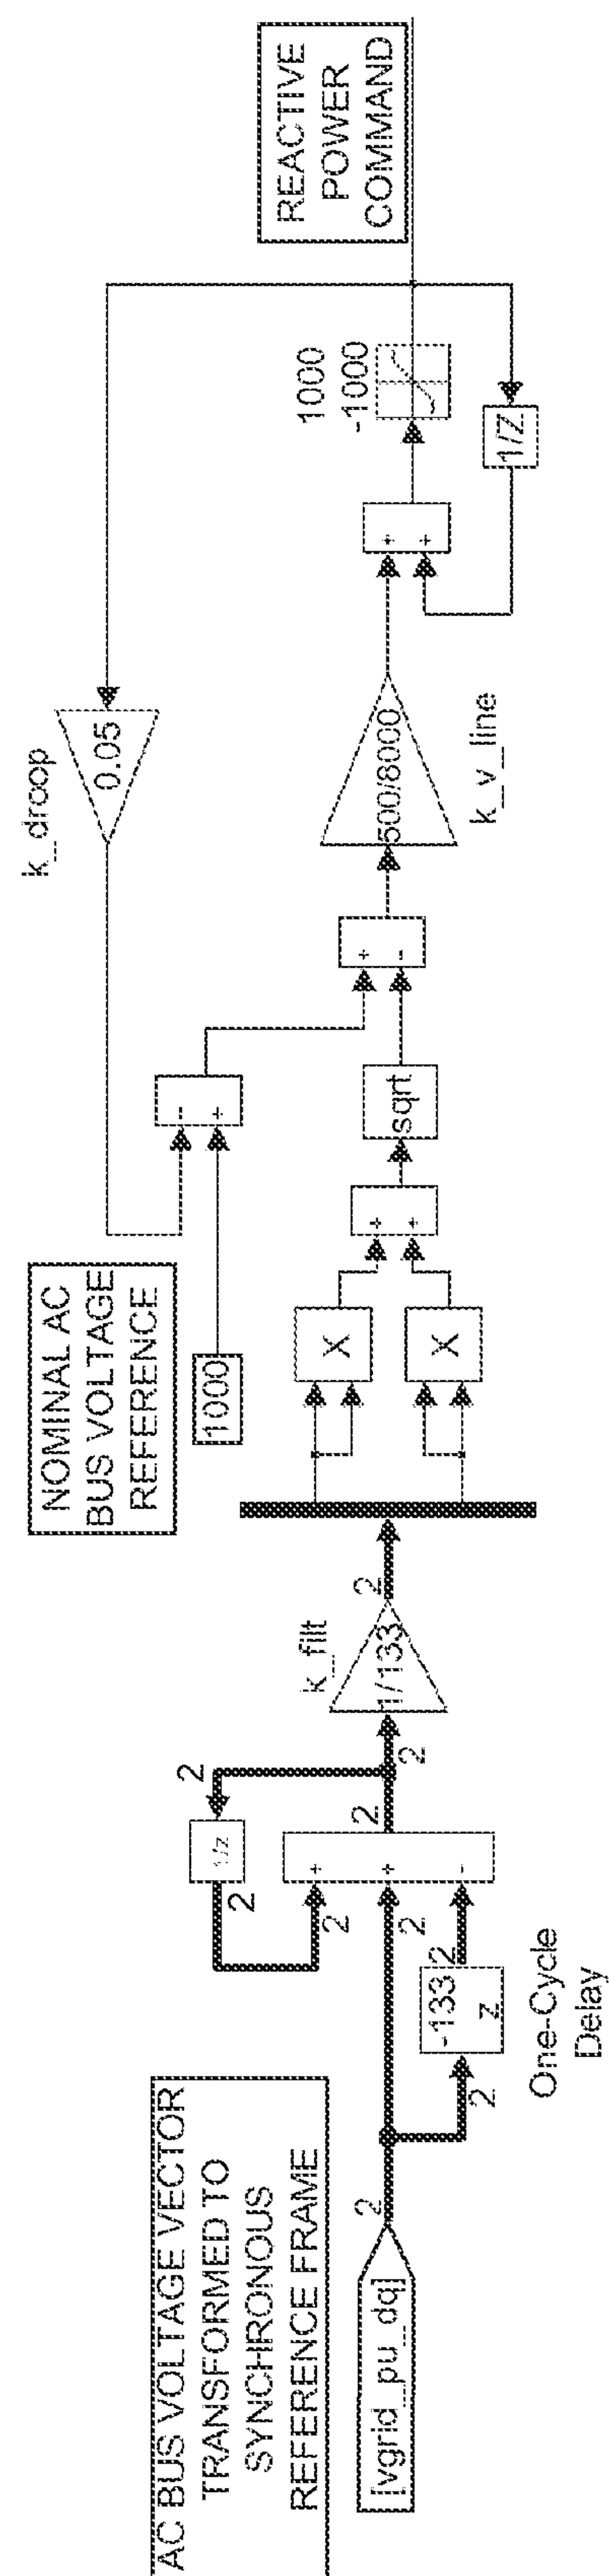 AC BUS VOLTAGE VECTOR
TRANSFORMED TO
SYNCHRONOUS
REFERENCE FRAME
[vgrid_pu_dq]
2
2
-133
z
2
One-Cycle
Delay
2
2
1/z
2
2
+
+
-
2
2
k_filt
1/133
2
NOMINAL AC
BUS VOLTAGE
REFERENCE
1000
X
X
+
+
sqrt
-
+
+
-
k_droop
0.05
500/8000
k_v_line
+
+
1000
-1000
1/Z
REACTIVE
POWER
COMMAND